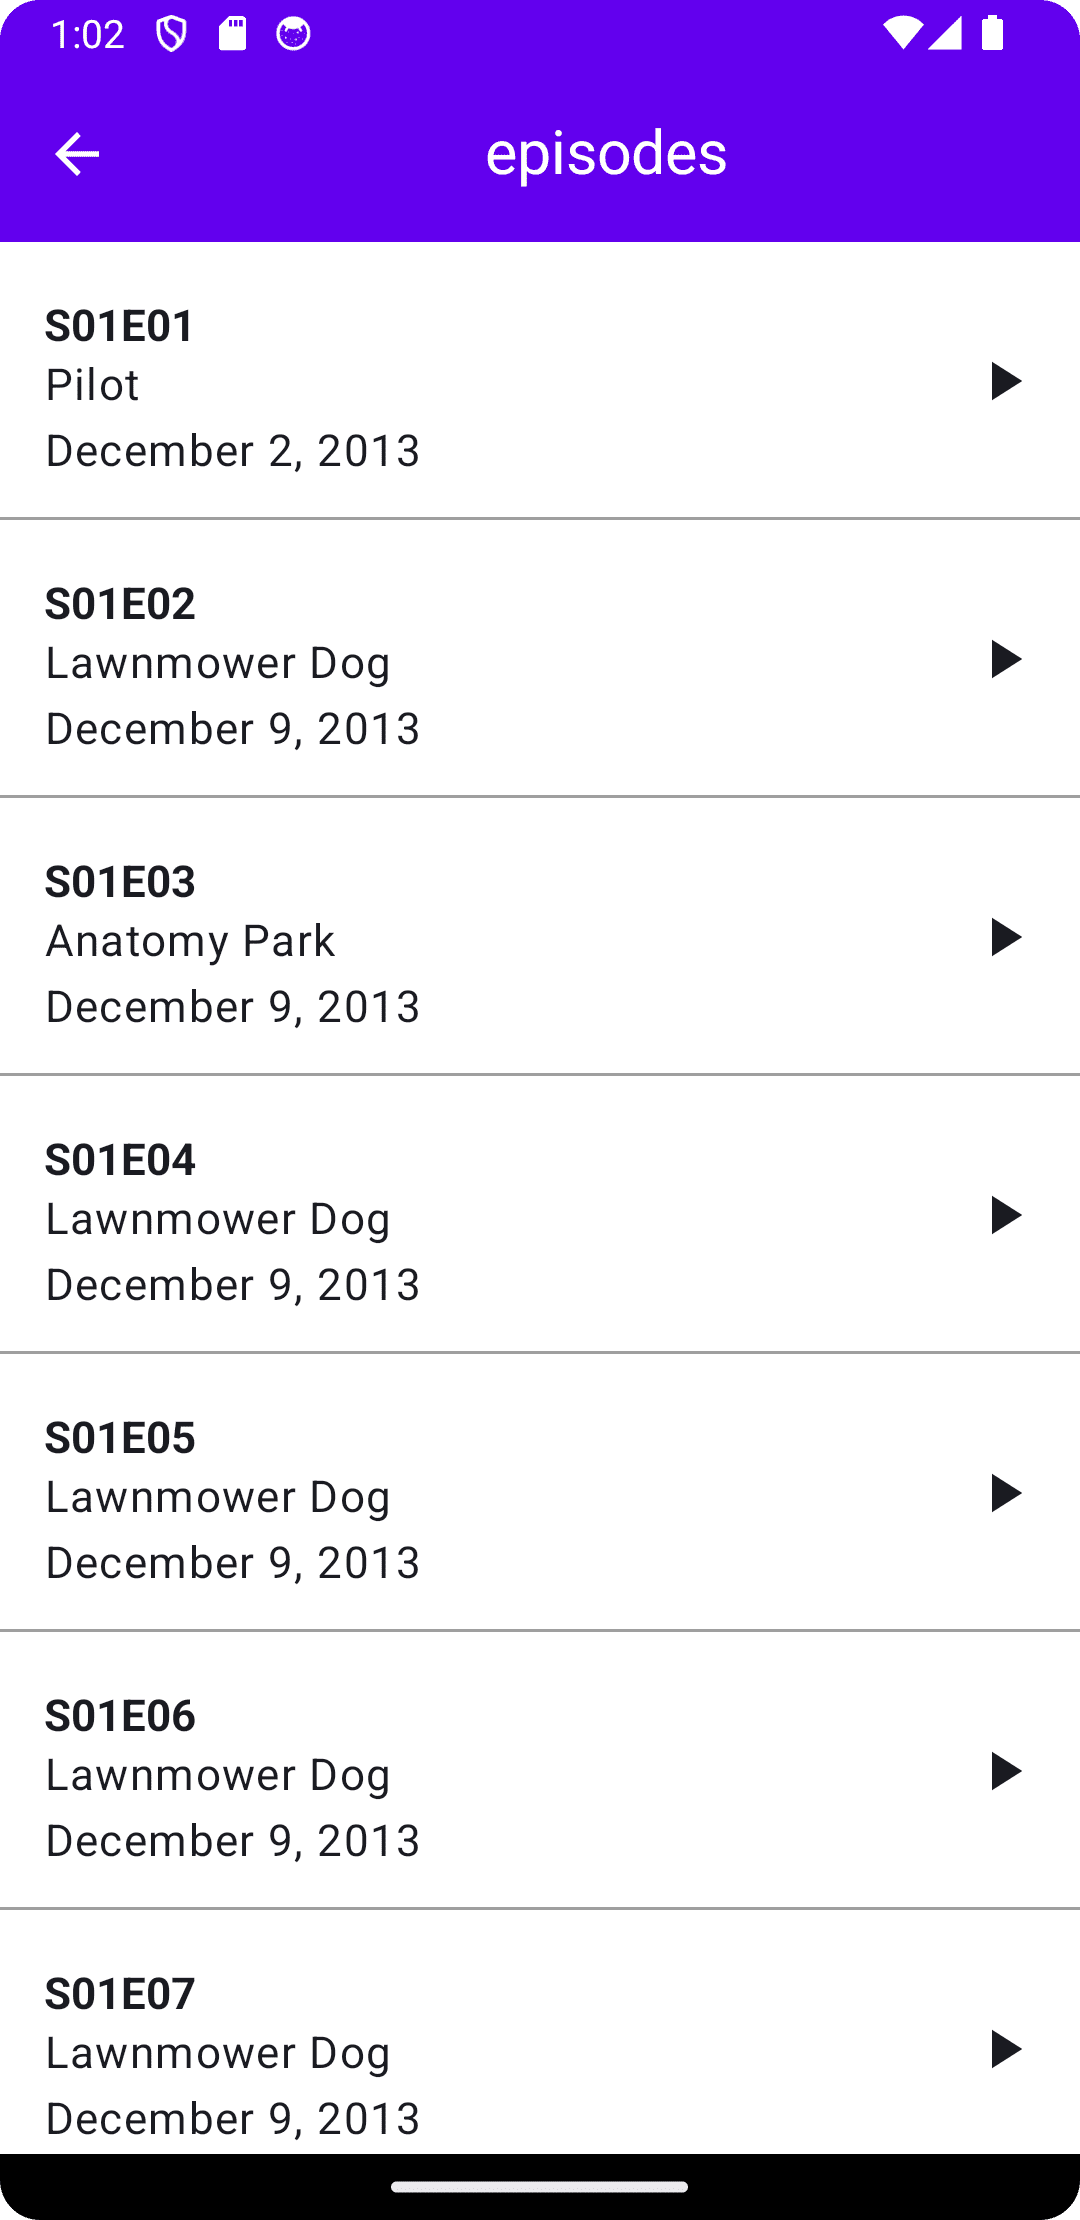 1:02
episodes
S01E01
Pilot
December 2, 2013
S01E02
Lawnmower Dog
December 9, 2013
S01E03
Anatomy Park
December 9, 2013
S01E04
Lawnmower Dog
December 9, 2013
S01E05
Lawnmower Dog
December 9, 2013
S01E06
Lawnmower Dog
December 9, 2013
S01E07
Lawnmower Dog
December 9, 2013